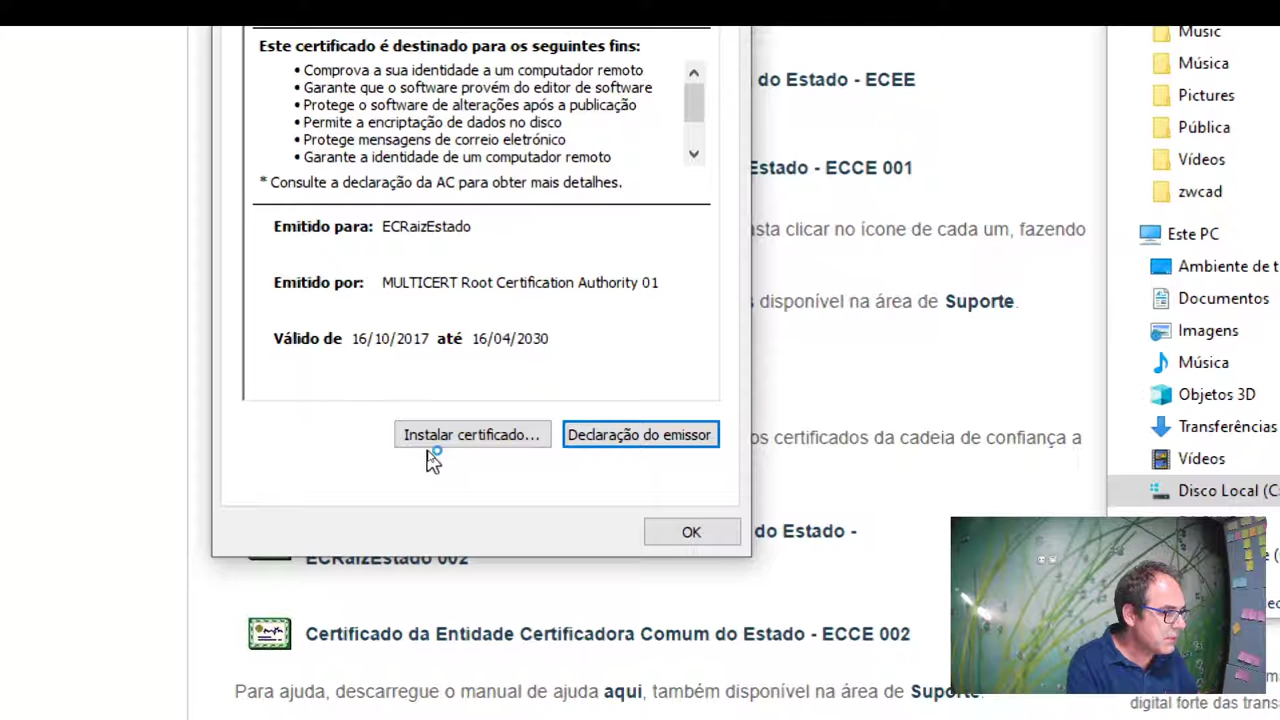 Este certificado é destinado para os seguintes fins:
• Comprova a sua identidade a um computador remoto
• Garante que o software provém do editor de software
• Protege o software de alterações após a publicação
• Permite a encriptação de dados no disco
• Protege mensagens de correio eletrónico
• Garante a identidade de um computador remoto
* Consulte a declaração da AC para obter mais detalhes.
Emitido para: ECRaizEstado
Emitido por: MULTICERT Root Certification Authority 01
Válido de 16/10/2017 até 16/04/2030
Instalar certificado...
Declaração do emissor
OK
do Estado - ECEE
Estado - ECCE 001
sta clicar no ícone de cada um, fazendo
disponível na área de Suporte.
os certificados da cadeia de confiança a
do Estado -
ECRaizEstado 002
Certificado da Entidade Certificadora Comum do Estado - ECCE 002
Para ajuda, descarregue o manual de ajuda aqui, também disponível na área de Suporte.
Music
Música
Pictures
Pública
Vídeos
zwcad
Este PC
Ambiente de t
Documentos
Imagens
Música
Objetos 3D
Transferências
Vídeos
Disco Local (C:
digital forte das trans